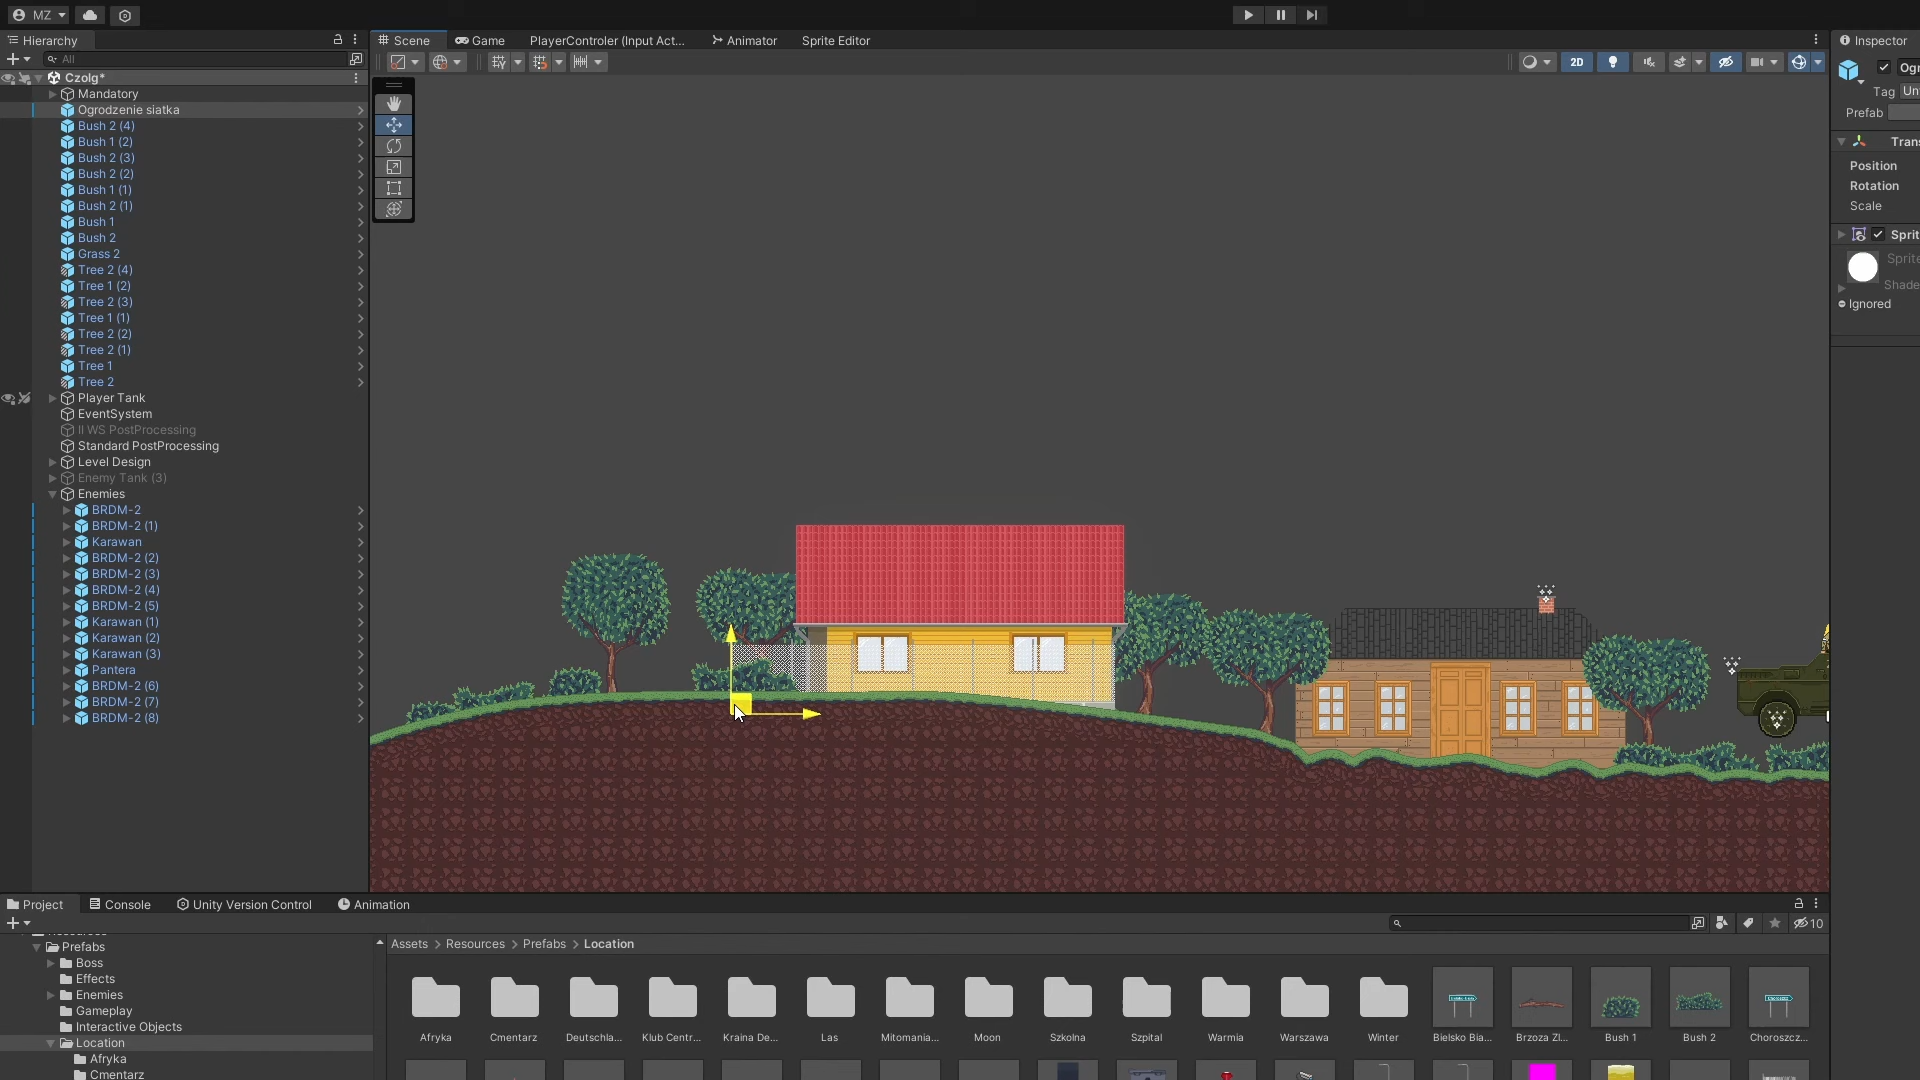 MZ
Hierarchy
All
Scene
Game
PlayerControler (Input Act...
Animator
Sprite Editor
Inspector
2D
Czolg*
Mandatory
Ogrodzenie siatka
Bush 2 (4)
Bush 1 (2)
Bush 2 (3)
Bush 2 (2)
Bush 1 (1)
Bush 2 (1)
Bush 1
Bush 2
Grass 2
Tree 2 (4)
Tree 1 (2)
Tree 2 (3)
Tree 1 (1)
Tree 2 (2)
Tree 2 (1)
Tree 1
Tree 2
Player Tank
EventSystem
II WS PostProcessing
Standard PostProcessing
Level Design
Enemy Tank (3)
Enemies
BRDM-2
BRDM-2 (1)
Karawan
BRDM-2 (2)
BRDM-2 (3)
BRDM-2 (4)
BRDM-2 (5)
Karawan (1)
Karawan (2)
Karawan (3)
Pantera
BRDM-2 (6)
BRDM-2 (7)
BRDM-2 (8)
Ogr
Tag Un
Prefab
Trans
Position
Rotation
Scale
Sprit
Sprite
Shade
Ignored
Project
Console
Unity Version Control
Animation
10
Prefabs
Boss
Effects
Enemies
Gameplay
Interactive Objects
Location
Afryka
Cmentarz
Assets > Resources > Prefabs > Location
Afryka
Cmentarz
Deutschla...
Klub Centr...
Kraina De...
Las
Mitomania...
Moon
Szkolna
Szpital
Warmia
Warszawa
Winter
Bielsko Bia...
Brzoza Zl...
Bush 1
Bush 2
Choroszcz...